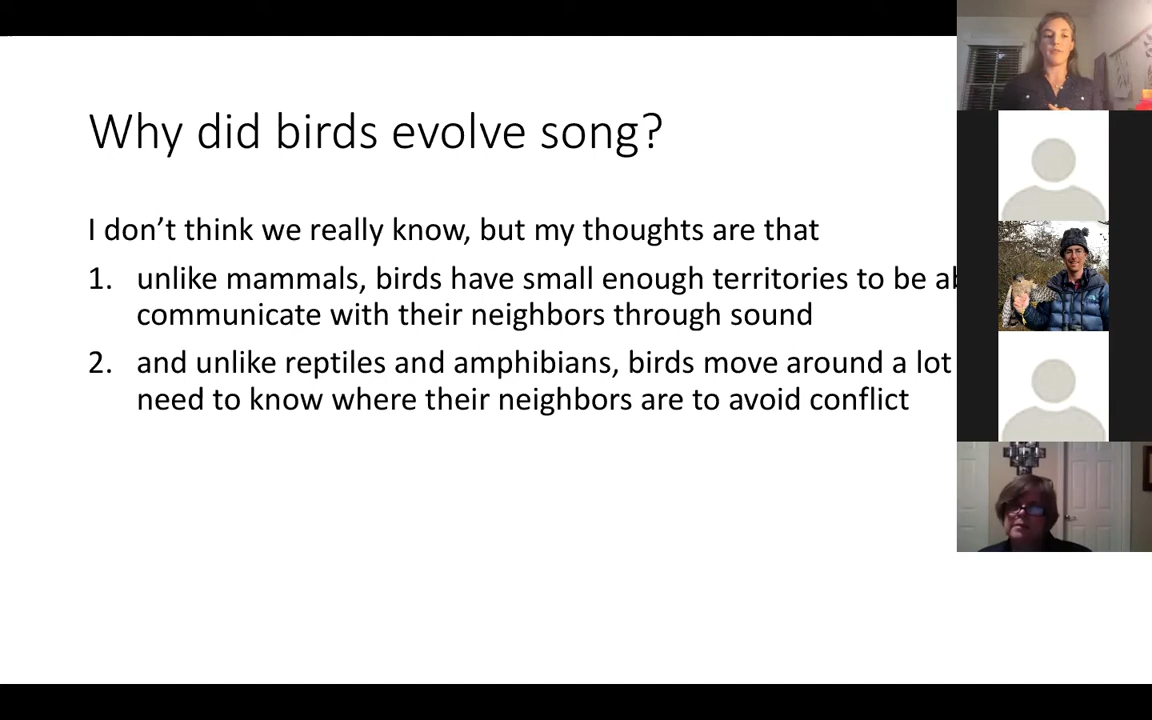 Why did birds evolve song?
I don’t think we really know, but my thoughts are that
1. unlike mammals, birds have small enough territories to be
communicate with their neighbors through sound
2. and unlike reptiles and amphibians, birds move around a lot
need to know where their neighbors are to avoid conflict